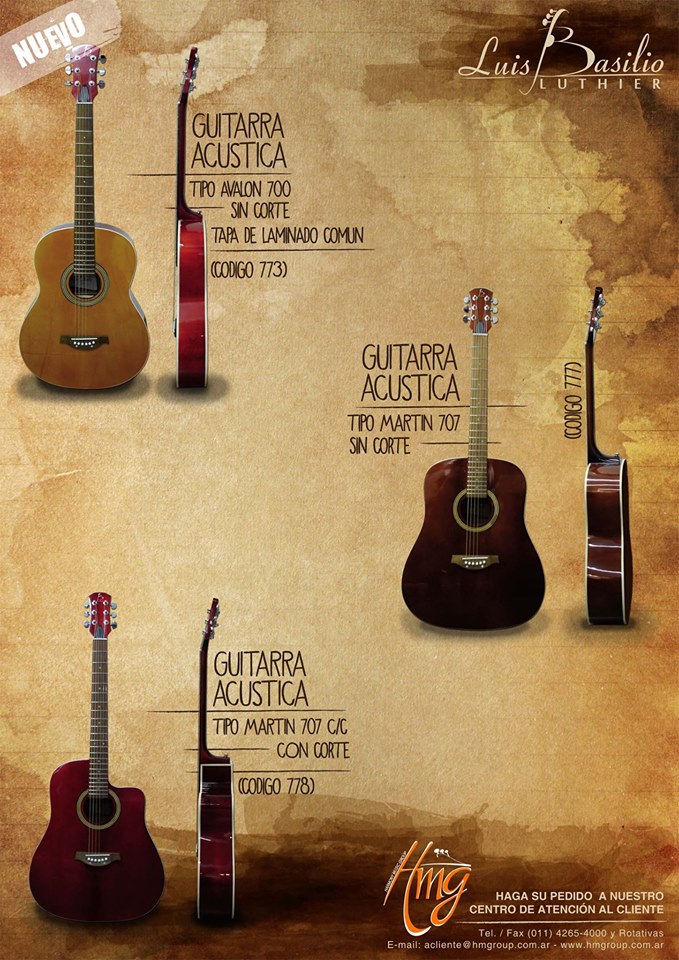 NUEVO
Luis Basilio
LUTHIER
GUITARRA
ACUSTICA
TIPO AVALON 700
SIN CORTE
TAPA DE LAMINADO COMUN
(CODIGO 773)
GUITARRA
ACUSTICA
TIPO MARTIN 707
SIN CORTE
(CODIGO 777)
GUITARRA
ACUSTICA
TIPO MARTIN 707 C/C
CON CORTE
(CODIGO 778)
Hmg
HAGA SU PEDIDO A NUESTRO
CENTRO DE ATENCIÓN AL CLIENTE
Tel. / Fax (011) 4265-4000 y Rotativas
E-mail: acliente@hmgroup.com.ar - www.hmgroup.com.ar